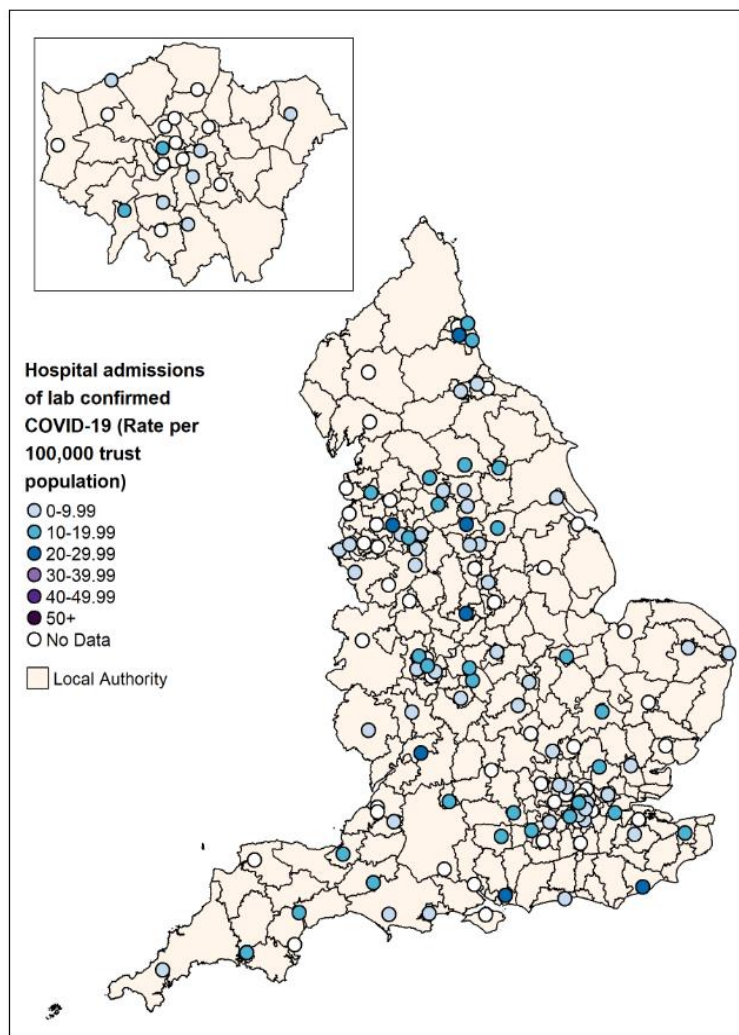 Hospital admissions
of lab confirmed
COVID-19 (Rate per
100,000 trust
population)
0-9.99
10-19.99
20-29.99
30-39.99
40-49.99
50+
No Data
Local Authority